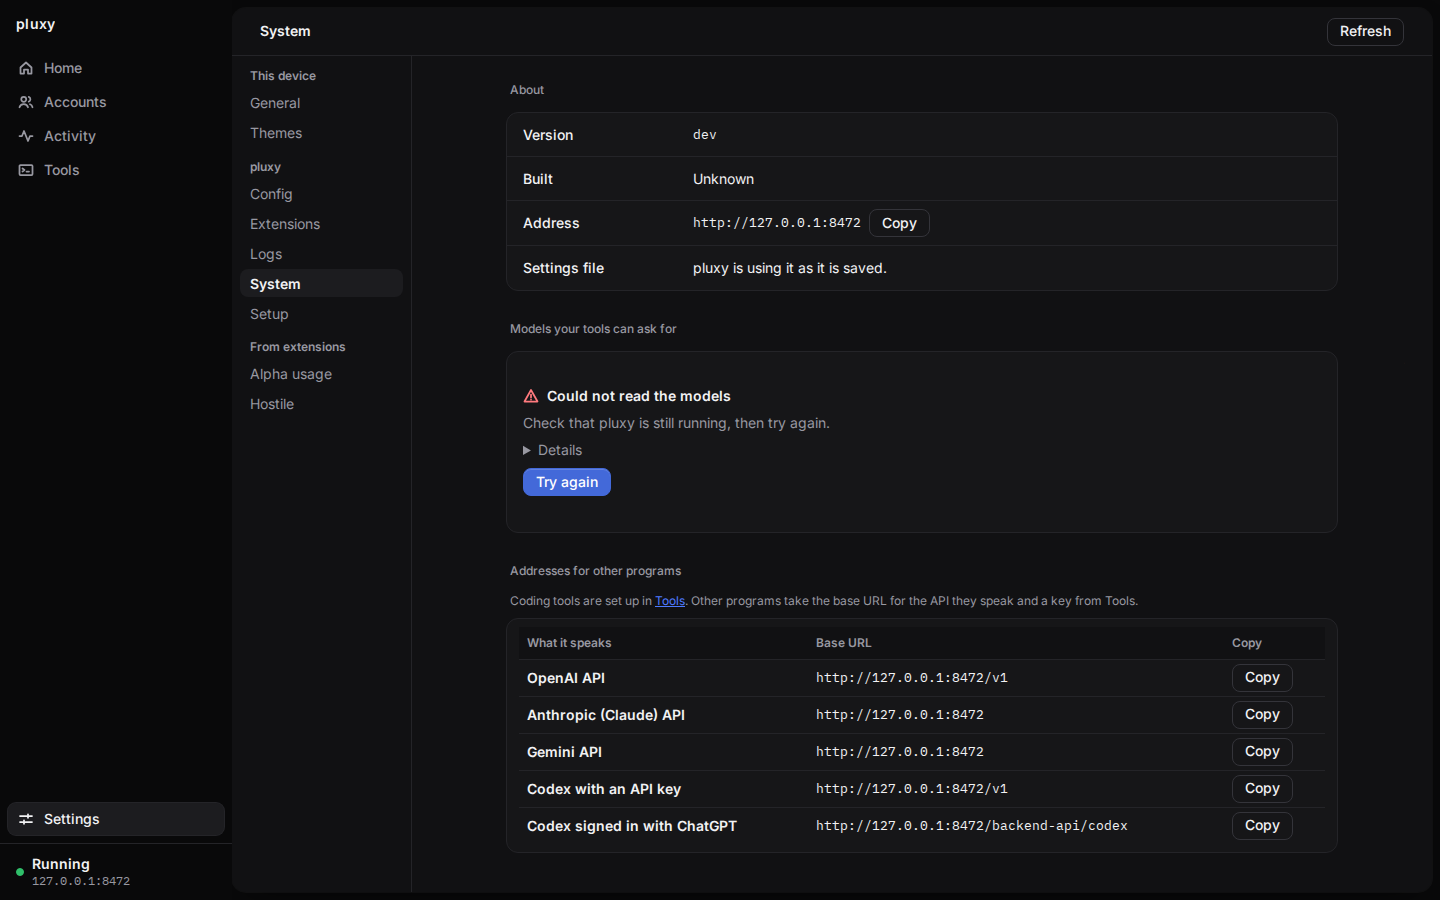 pluxy
Home
Accounts
Activity
Tools
Settings
Running
127.0.0.1:8472
System
Refresh
This device
General
Themes
pluxy
Config
Extensions
Logs
System
Setup
From extensions
Alpha usage
Hostile
About
Version dev
Built Unknown
Address http://127.0.0.1:8472 Copy
Settings file pluxy is using it as it is saved.
Models your tools can ask for
Could not read the models
Check that pluxy is still running, then try again.
Details
Try again
Addresses for other programs
Coding tools are set up in Tools. Other programs take the base URL for the API they speak and a key from Tools.
What it speaks Base URL Copy
OpenAI API http://127.0.0.1:8472/v1 Copy
Anthropic (Claude) API http://127.0.0.1:8472 Copy
Gemini API http://127.0.0.1:8472 Copy
Codex with an API key http://127.0.0.1:8472/v1 Copy
Codex signed in with ChatGPT http://127.0.0.1:8472/backend-api/codex Copy